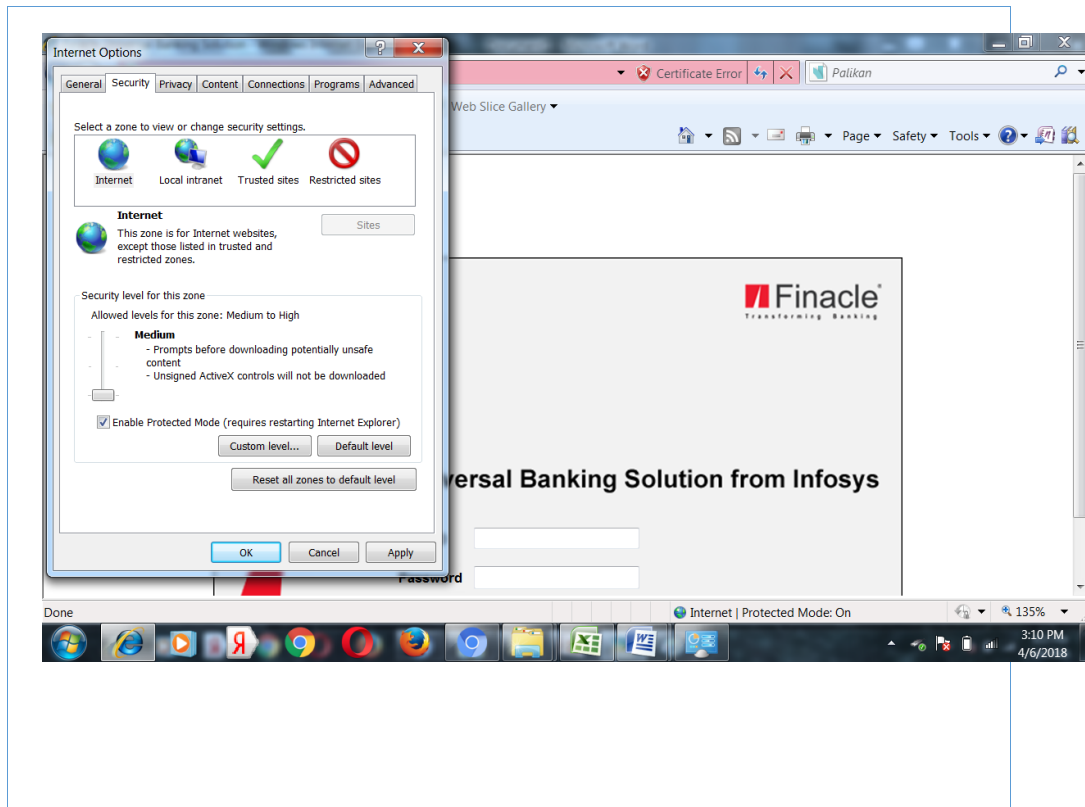 Internet Options
General Security Privacy Content Connections Programs Advanced
Select a zone to view or change security settings.
Internet Local intranet Trusted sites Restricted sites
Internet
This zone is for Internet websites,
except those listed in trusted and
restricted zones.
Sites
Security level for this zone
Allowed levels for this zone: Medium to High
Medium
- Prompts before downloading potentially unsafe
content
- Unsigned ActiveX controls will not be downloaded
Enable Protected Mode (requires restarting Internet Explorer)
Custom level... Default level
Reset all zones to default level
OK Cancel Apply
Certificate Error Palikan
Web Slice Gallery
Page Safety Tools
Finacle
Transforming Banking
Banking Solution from Infosys
Password
Done Internet | Protected Mode: On 135%
3:10 PM
4/6/2018